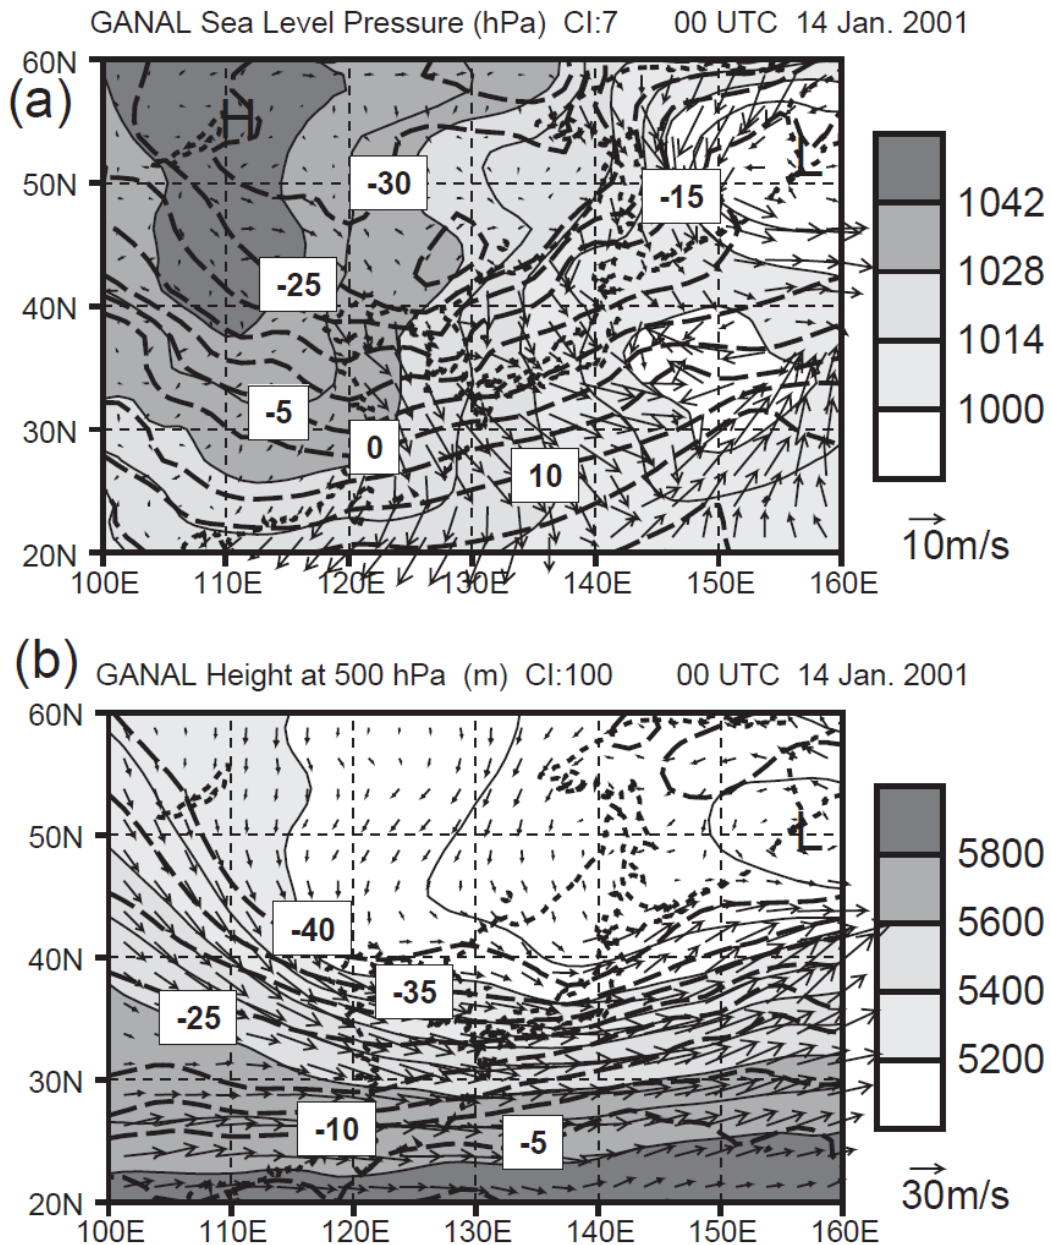 GANAL Sea Level Pressure (hPa) CI:7 00 UTC 14 Jan. 2001
(a)
60N
H
L
50N
-30
-15
1042
-25
1028
40N
1014
-5
1000
30N
0
10
20N
10m/s
100E 110E 120E 130E 140E 150E 160E
(b)
GANAL Height at 500 hPa (m) CI:100 00 UTC 14 Jan. 2001
60N
50N
L
5800
-40
5600
40N
-35
5400
-25
5200
30N
-10
-5
20N
30m/s
100E 110E 120E 130E 140E 150E 160E